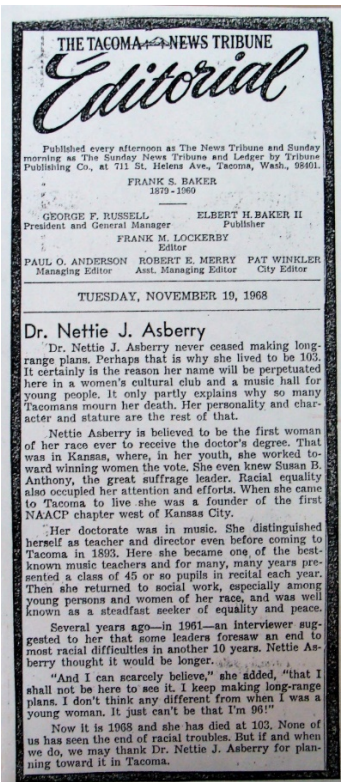 THE TACOMA NEWS TRIBUNE
Editorial
Published every afternoon as The News Tribune and Sunday
morning as The Sunday News Tribune and Ledger by Tribune
Publishing Co., at 711 St. Helens Ave., Tacoma, Wash., 98401.
FRANK S. BAKER
1879-1960
GEORGE F. RUSSELL ELBERT H. BAKER II
President and General Manager Publisher
FRANK M. LOCKERBY
Editor
PAUL O. ANDERSON ROBERT E. MERRY PAT WINKLER
Managing Editor Asst. Managing Editor City Editor
TUESDAY, NOVEMBER 19, 1968
Dr. Nettie J. Asberry
Dr. Nettie J. Asberry never ceased making long-
range plans. Perhaps that is why she lived to be 103.
It certainly is the reason her name will be perpetuated
here in a women's cultural club and a music hall for
young people. It only partly explains why so many
Tacomans mourn her death. Her personality and char-
acter and stature are the rest of that.
Nettie Asberry is believed to be the first woman
of her race ever to receive the doctor's degree. That
was in Kansas, where, in her youth, she worked to-
ward winning women the vote. She even knew Susan B.
Anthony, the great suffrage leader. Racial equality
also occupied her attention and efforts. When she came
to Tacoma to live she was a founder of the first
NAACP chapter west of Kansas City.
Her doctorate was in music. She distinguished
herself as teacher and director even before coming to
Tacoma in 1893. Here she became one of the best-
known music teachers and for many, many years pre-
sented a class of 45 or so pupils in recital each year.
Then she returned to social work, especially among
young persons and women of her race, and was well
known as a steadfast seeker of equality and peace.
Several years ago—in 1961—an interviewer sug-
gested to her that some leaders foresaw an end to
most racial difficulties in another 10 years. Nettie As-
berry thought it would be longer.
"And I can scarcely believe," she added, "that I
shall not be here to see it. I keep making long-range
plans. I don't think any different from when I was a
young woman. It just can't be that I'm 96!"
Now it is 1968 and she has died at 103. None of
us has seen the end of racial troubles. But if and when
we do, we may thank Dr. Nettie J. Asberry for plan-
ning toward it in Tacoma.